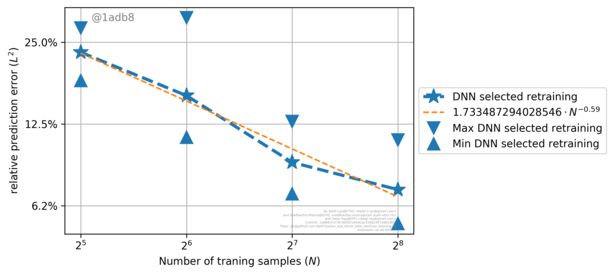 @1adb8
relative prediction error (L²)
25.0%
12.5%
6.2%
2⁵
2⁶
2⁷
2⁸
Number of traning samples (N)
DNN selected retraining
1.733487294028546 · N⁻⁰·⁵⁹
Max DNN selected retraining
Min DNN selected retraining